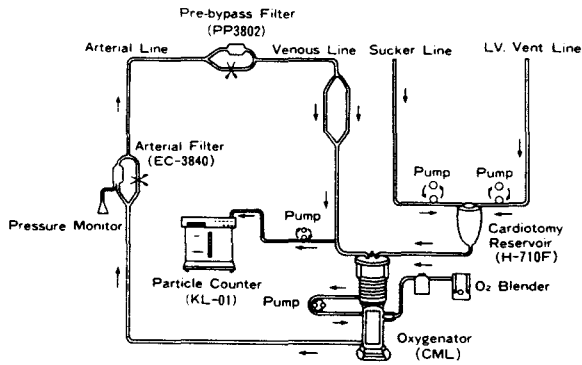 Pre-bypass Filter
(PP3802)
Arterial Line
Venous Line
Sucker Line
L.V. Vent Line
Arterial Filter
(EC-3840)
Pump
Pump
Pressure Monitor
Pump
Cardiotomy
Reservoir
(H-710F)
Particle Counter
(KL-01)
Pump
O2 Blender
Oxygenator
(CML)